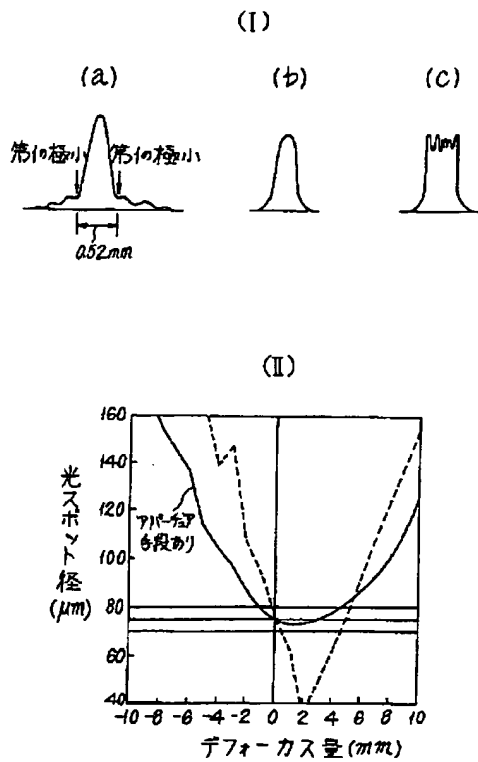 (I)
(a)
(b)
(c)
第1の極小
第1の極小
0.52mm
(II)
光スポット径
(μm)
160
140
120
100
80
60
40
アパーチュア
手段あり
-10 -8 -6 -4 -2 0 2 4 6 8 10
デフォーカス量(mm)